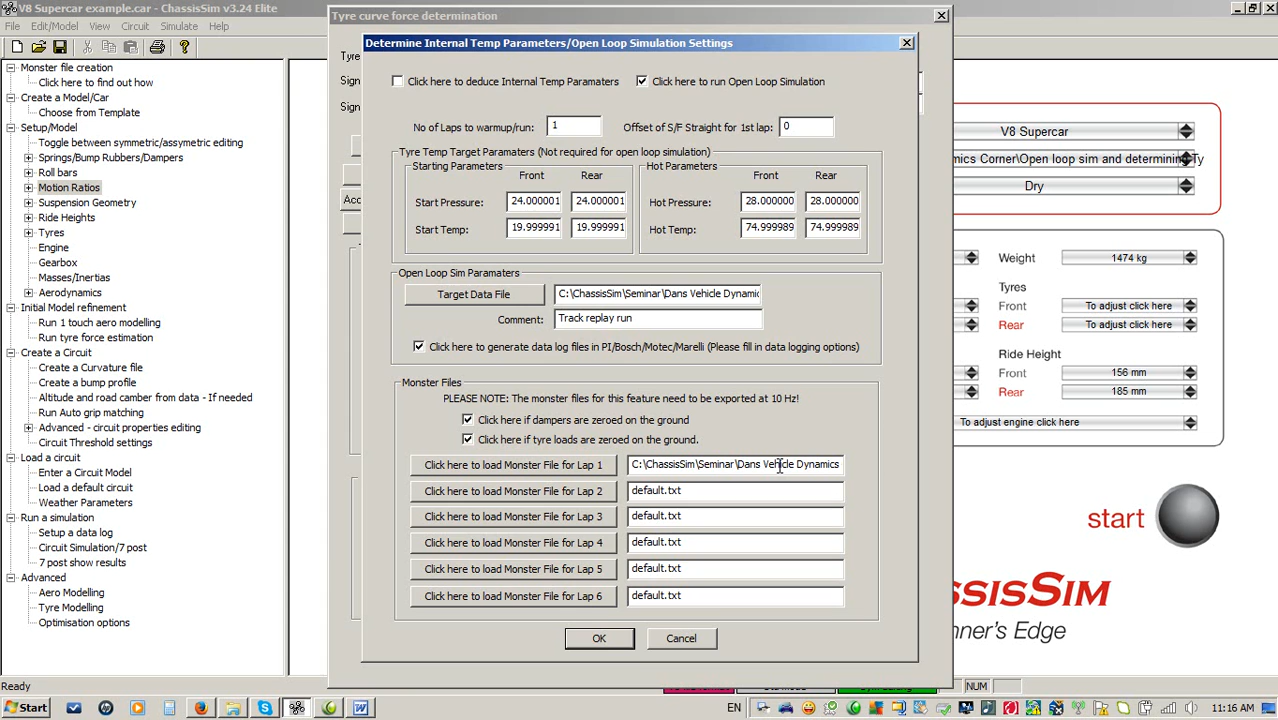 V8 Supercar example.car - ChassisSim v3.24 Elite
File Edit/Model View Circuit Simulate Help
Monster file creation
Click here to find out how
Create a Model/Car
Choose from Template
Setup/Model
Toggle between symmetric/assymetric editing
Springs/Bump Rubbers/Dampers
Roll bars
Motion Ratios
Suspension Geometry
Ride Heights
Tyres
Engine
Gearbox
Masses/Inertias
Aerodynamics
Initial Model refinement
Run 1 touch aero modelling
Run tyre force estimation
Create a Circuit
Create a Curvature file
Create a bump profile
Altitude and road camber from data - If needed
Run Auto grip matching
Advanced - circuit properties editing
Circuit Threshold settings
Load a circuit
Enter a Circuit Model
Load a default circuit
Weather Parameters
Run a simulation
Setup a data log
Circuit Simulation/7 post
7 post show results
Advanced
Aero Modelling
Tyre Modelling
Optimisation options
Tyre curve force determination
Tyre
Sign
Sign
Acc
Determine Internal Temp Parameters/Open Loop Simulation Settings
Click here to deduce Internal Temp Paramaters Click here to run Open Loop Simulation
No of Laps to warmup/run: 1 Offset of S/F Straight for 1st lap: 0
Tyre Temp Target Parameters (Not required for open loop simulation)
Starting Parameters Hot Parameters
Front Rear Front Rear
Start Pressure: 24.000001 24.000001 Hot Pressure: 28.000000 28.000000
Start Temp: 19.999991 19.999991 Hot Temp: 74.999989 74.999989
Open Loop Sim Paramaters
Target Data File C:\ChassisSim\Seminar\Dans Vehicle Dynamic
Comment: Track replay run
Click here to generate data log files in PI/Bosch/Motec/Marelli (Please fill in data logging options)
Monster Files
PLEASE NOTE: The monster files for this feature need to be exported at 10 Hz!
Click here if dampers are zeroed on the ground
Click here if tyre loads are zeroed on the ground.
Click here to load Monster File for Lap 1 C:\ChassisSim\Seminar\Dans Vehicle Dynamics
Click here to load Monster File for Lap 2 default.txt
Click here to load Monster File for Lap 3 default.txt
Click here to load Monster File for Lap 4 default.txt
Click here to load Monster File for Lap 5 default.txt
Click here to load Monster File for Lap 6 default.txt
OK Cancel
V8 Supercar
mics Corner\Open loop sim and determining Ty
Dry
Weight 1474 kg
Tyres
Front To adjust click here
Rear To adjust click here
Ride Height
Front 156 mm
Rear 185 mm
To adjust engine click here
start
ssisSim
nner's Edge
Ready
NUM
Start
EN
11:16 AM